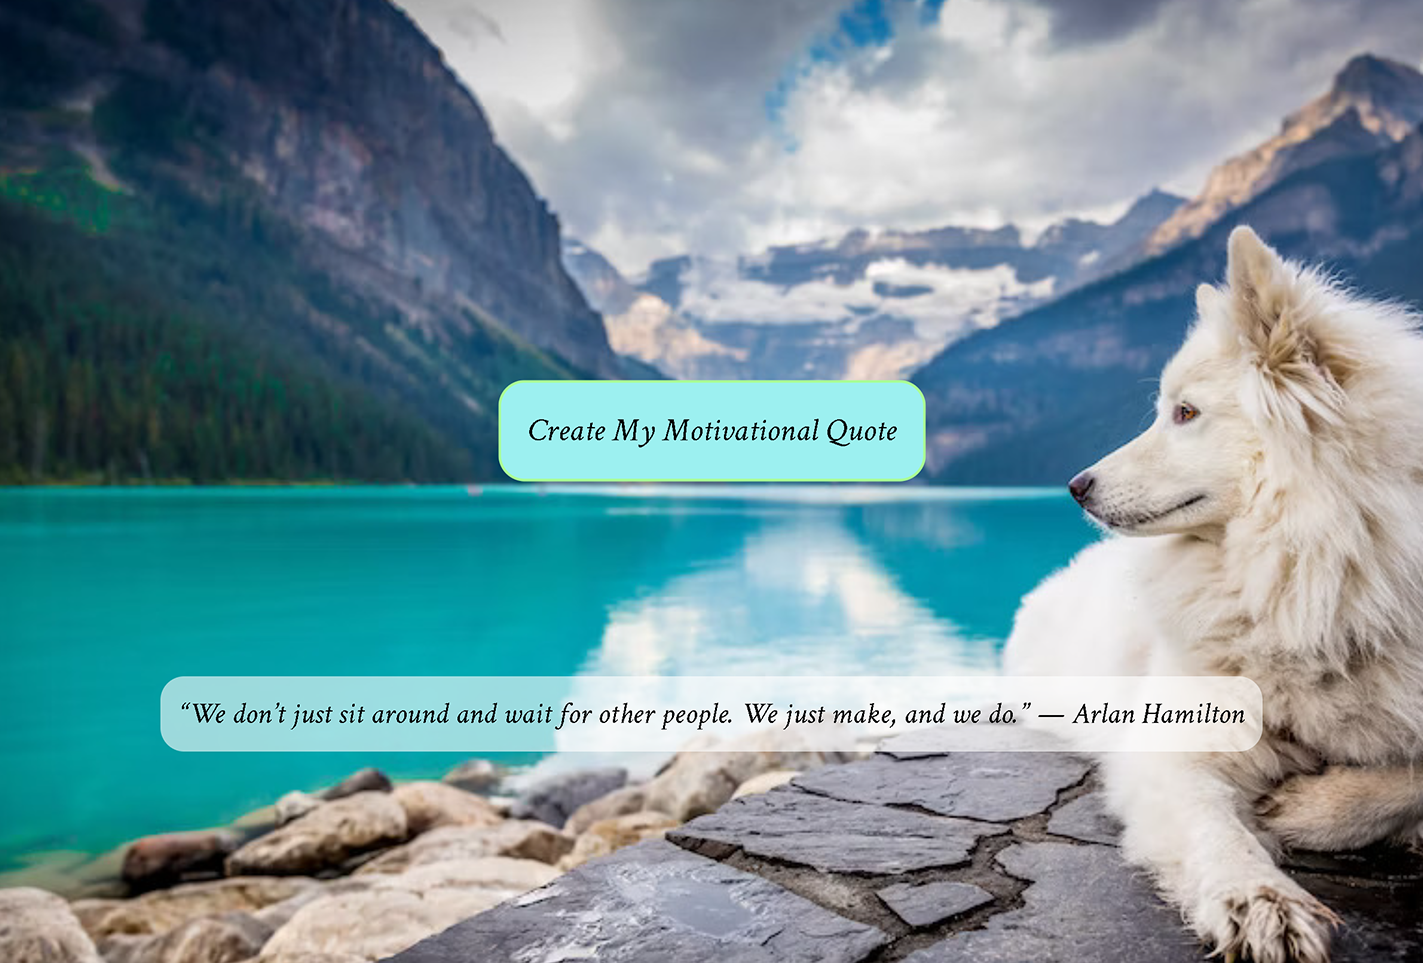 Create My Motivational Quote
“We don’t just sit around and wait for other people. We just make, and we do.” — Arlan Hamilton